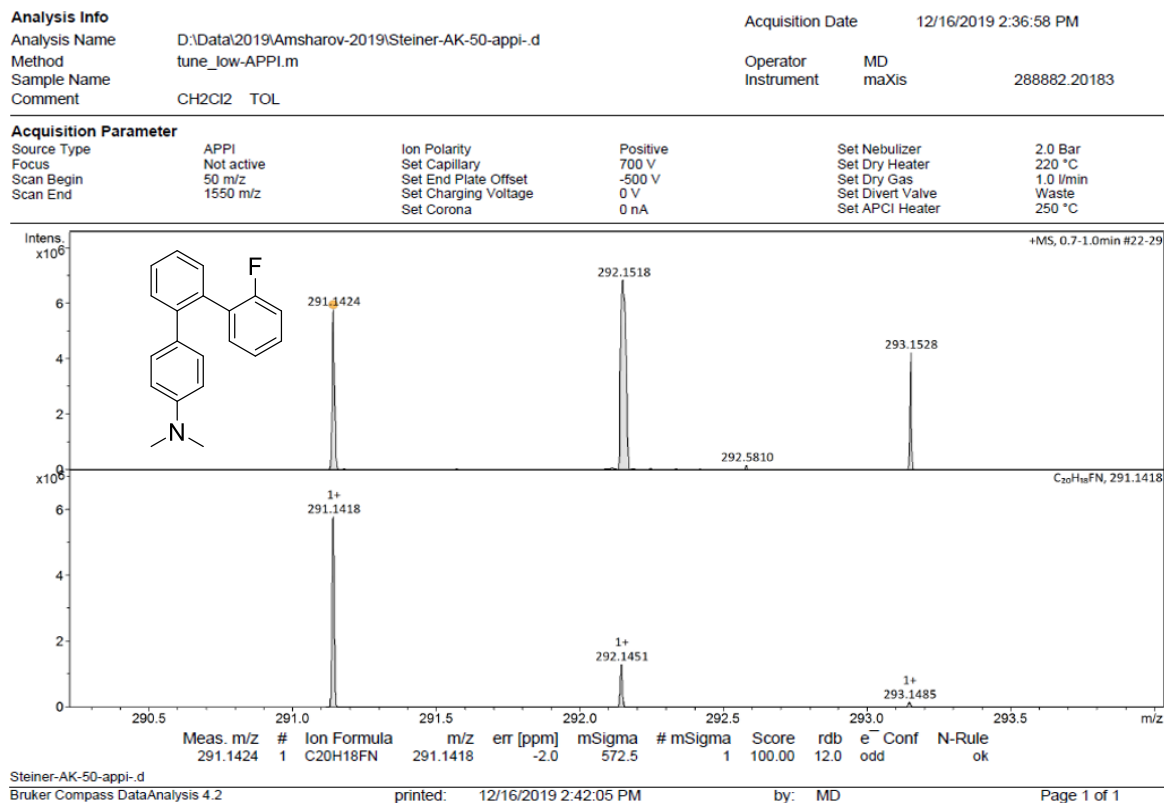 Analysis Info
Acquisition Date 12/16/2019 2:36:58 PM
Analysis Name D:\Data\2019\Amsharov-2019\Steiner-AK-50-appi-.d
Method tune_low-APPI.m Operator MD
Sample Name Instrument maXis 288882.20183
Comment CH2Cl2 TOL
Acquisition Parameter
Source Type APPI Ion Polarity Positive Set Nebulizer 2.0 Bar
Focus Not active Set Capillary 700 V Set Dry Heater 220 °C
Scan Begin 50 m/z Set End Plate Offset -500 V Set Dry Gas 1.0 l/min
Scan End 1550 m/z Set Charging Voltage 0 V Set Divert Valve Waste
Set Corona 0 nA Set APCI Heater 250 °C
Intens.
x10⁶
+MS, 0.7-1.0min #22-29
F
N
291.1424
292.1518
293.1528
292.5810
6
4
2
0
x10⁶
C₂₀H₁₈FN, 291.1418
1+
291.1418
1+
292.1451
1+
293.1485
6
4
2
0
290.5 291.0 291.5 292.0 292.5 293.0 293.5 m/z
Meas. m/z # Ion Formula m/z err [ppm] mSigma # mSigma Score rdb e⁻ Conf N-Rule
291.1424 1 C20H18FN 291.1418 -2.0 572.5 1 100.00 12.0 odd ok
Steiner-AK-50-appi-.d
Bruker Compass DataAnalysis 4.2 printed: 12/16/2019 2:42:05 PM by: MD Page 1 of 1